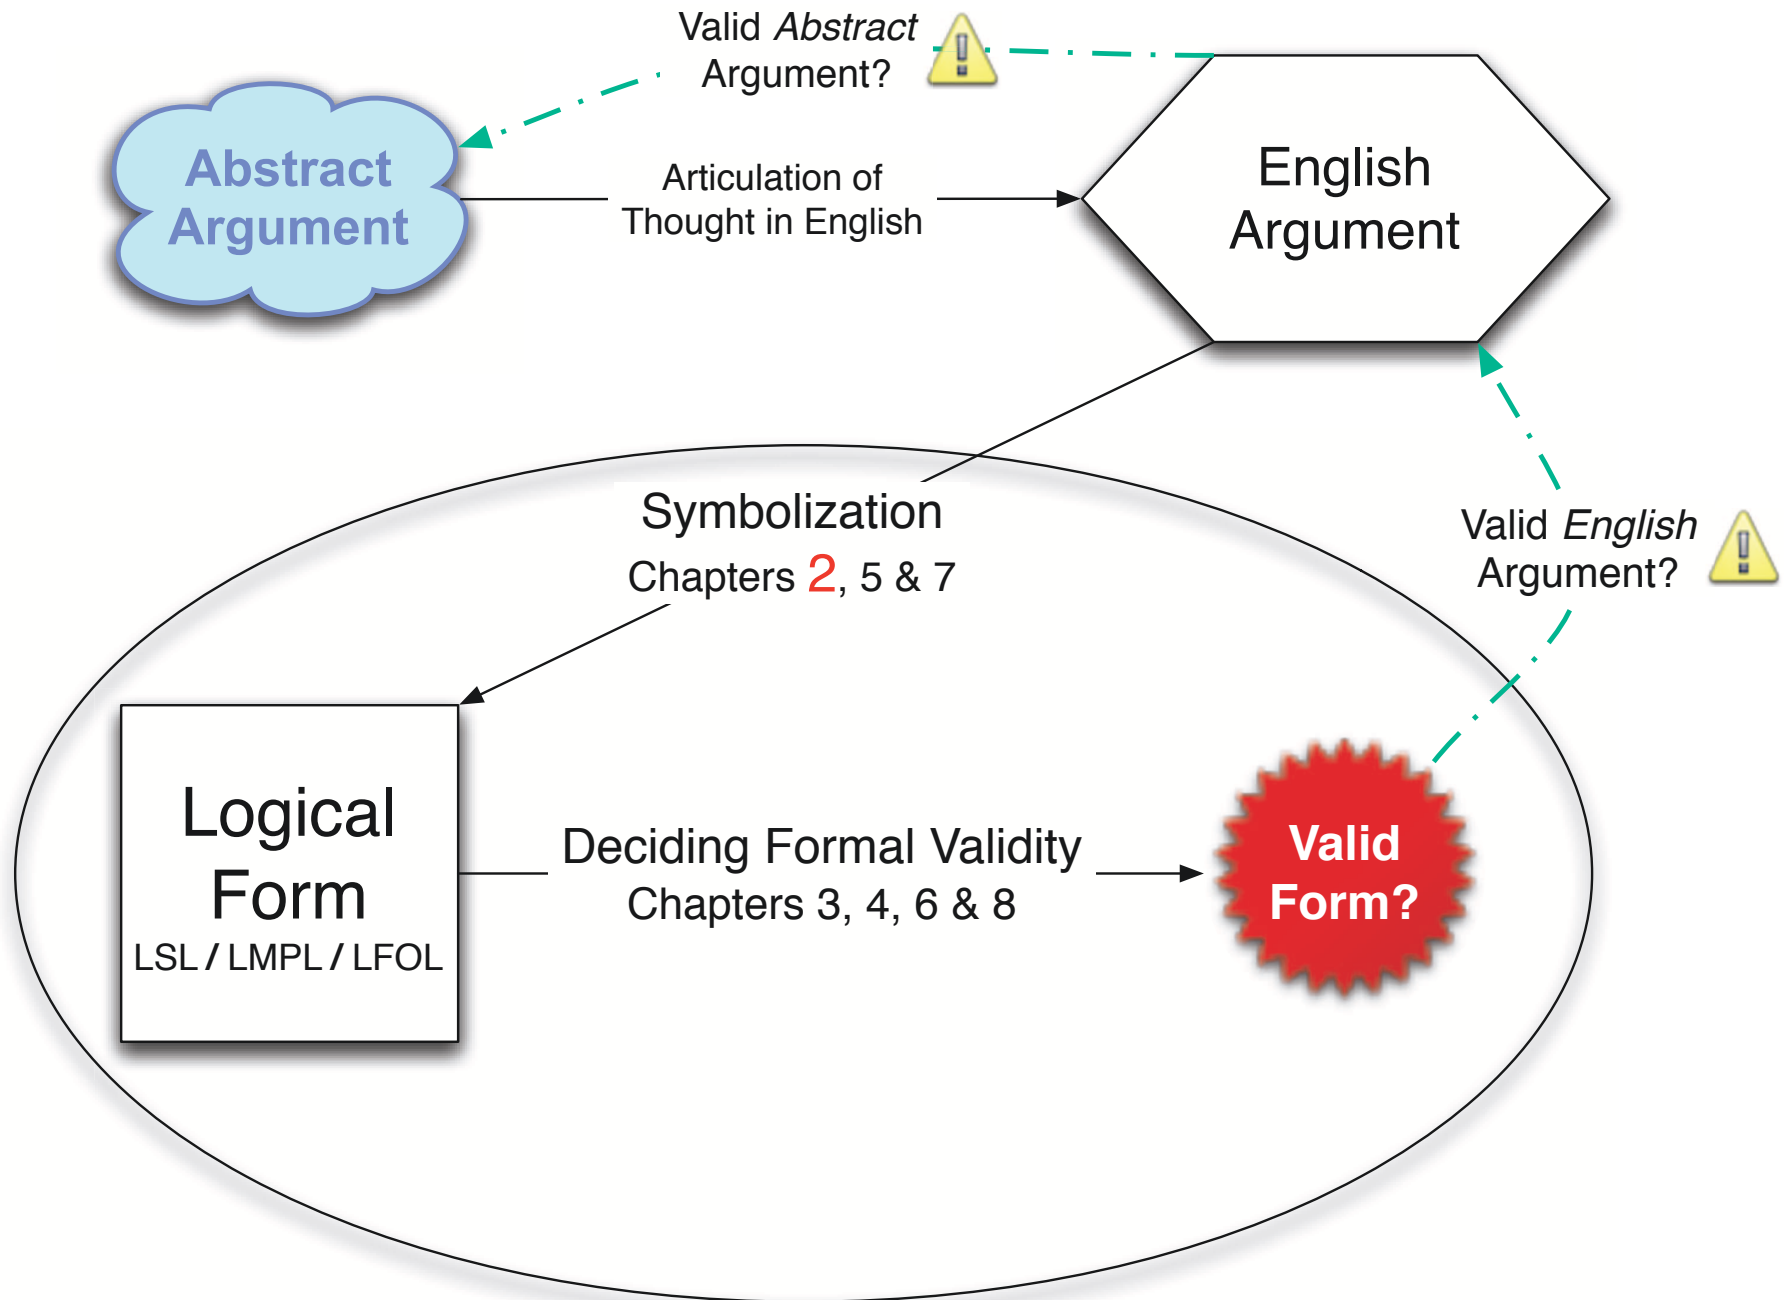 Valid Abstract
Argument?
Abstract
Argument
Articulation of
Thought in English
English
Argument
Symbolization
Chapters 2, 5 & 7
Valid English
Argument?
Logical
Form
LSL / LMPL / LFOL
Deciding Formal Validity
Chapters 3, 4, 6 & 8
Valid
Form?